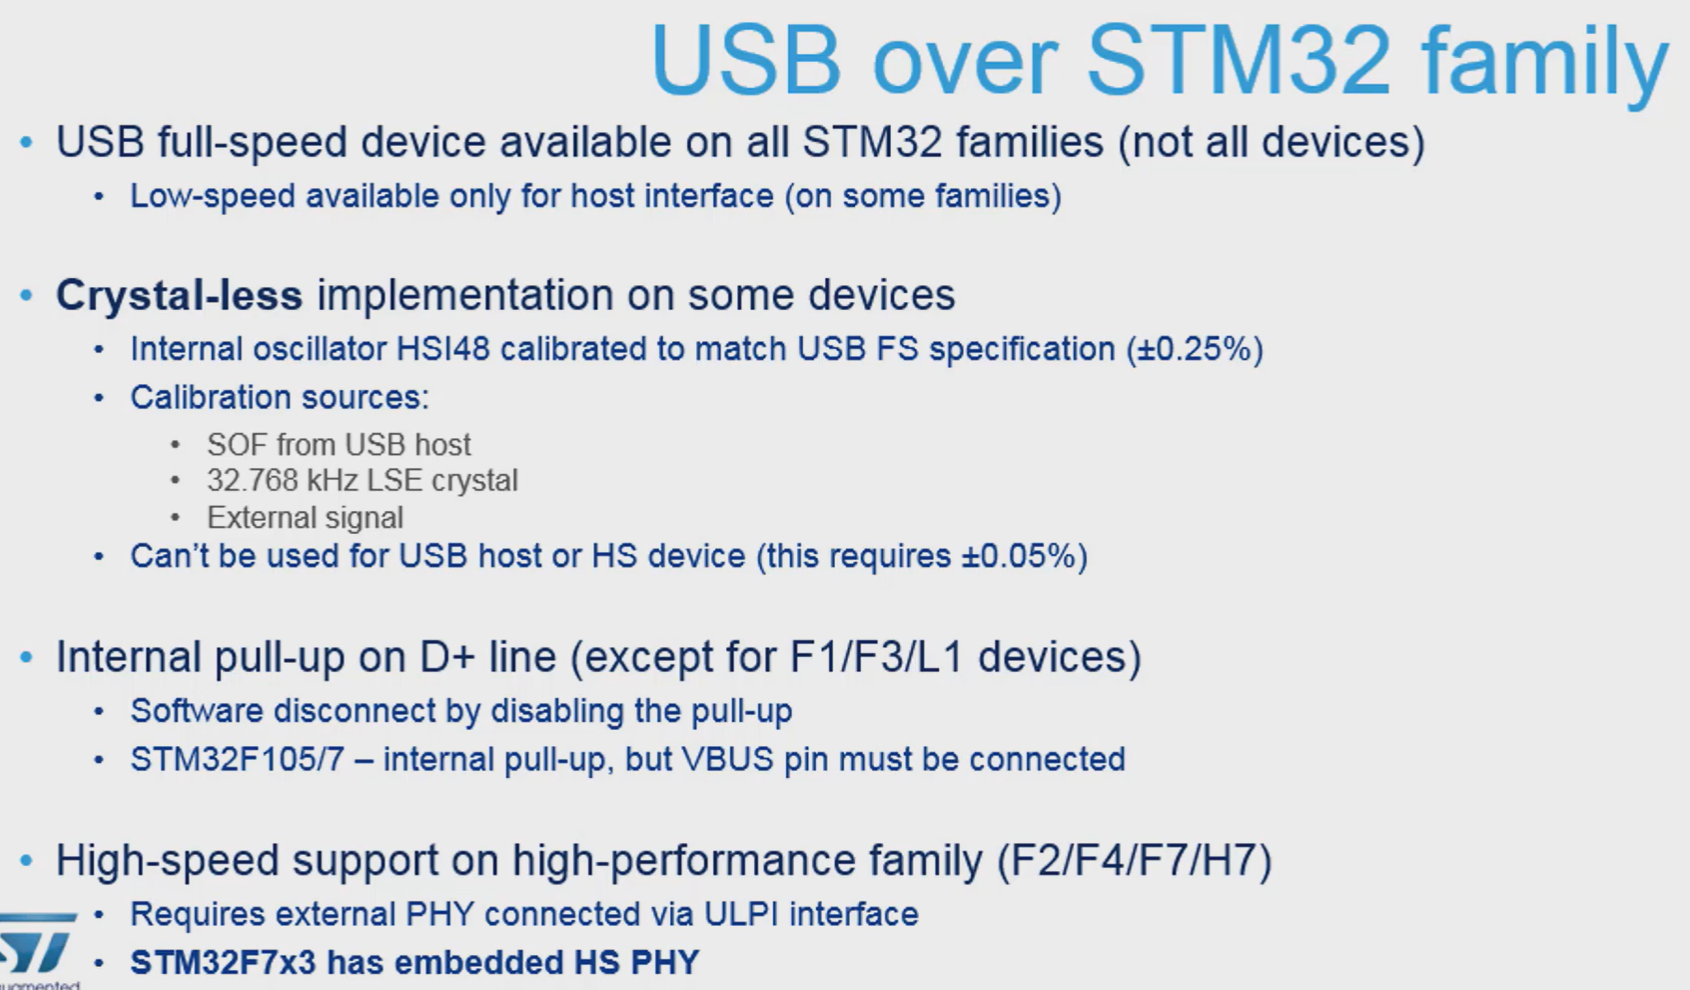 USB over STM32 family
• USB full-speed device available on all STM32 families (not all devices)
• Low-speed available only for host interface (on some families)
• Crystal-less implementation on some devices
• Internal oscillator HSI48 calibrated to match USB FS specification (±0.25%)
• Calibration sources:
• SOF from USB host
• 32.768 kHz LSE crystal
• External signal
• Can't be used for USB host or HS device (this requires ±0.05%)
• Internal pull-up on D+ line (except for F1/F3/L1 devices)
• Software disconnect by disabling the pull-up
• STM32F105/7 – internal pull-up, but VBUS pin must be connected
• High-speed support on high-performance family (F2/F4/F7/H7)
• Requires external PHY connected via ULPI interface
• STM32F7x3 has embedded HS PHY
ST
augmented